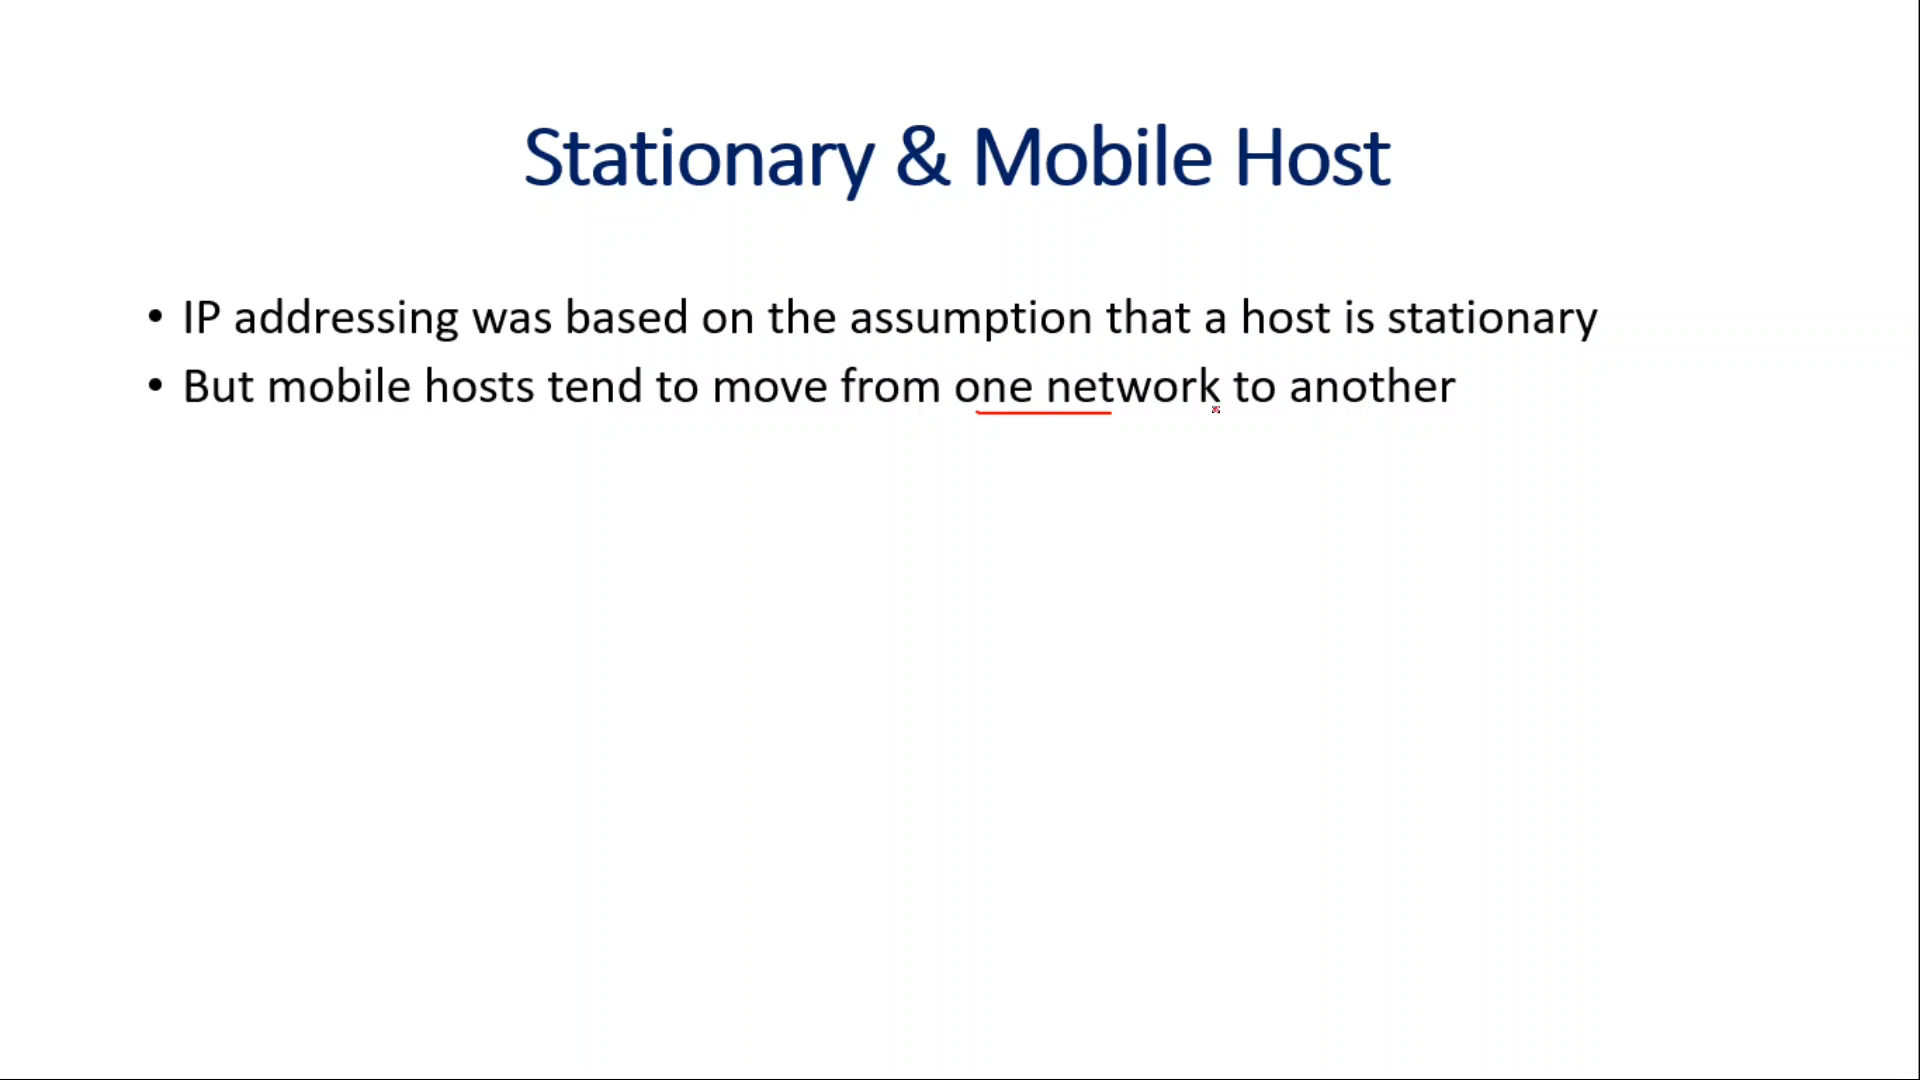 Stationary & Mobile Host
• IP addressing was based on the assumption that a host is stationary
• But mobile hosts tend to move from one network to another